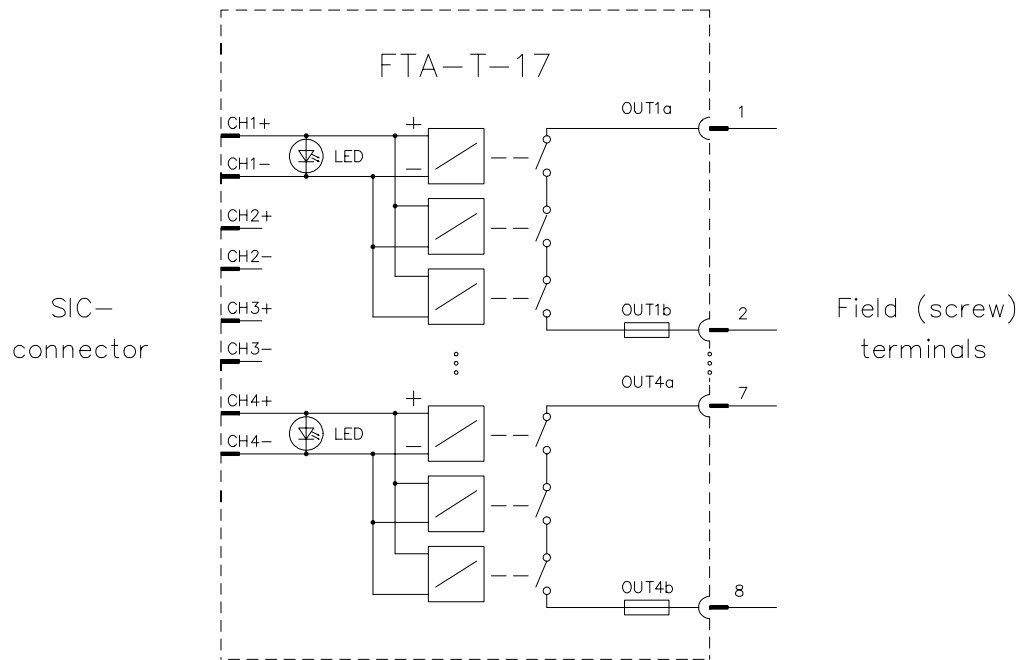 FTA-T-17
OUT1a 1
CH1+ +
LED
CH1- -
CH2+
CH2-
SIC-
connector
CH3+
OUT1b 2
Field (screw)
terminals
CH3-
OUT4a 7
CH4+ +
LED
CH4- -
OUT4b 8